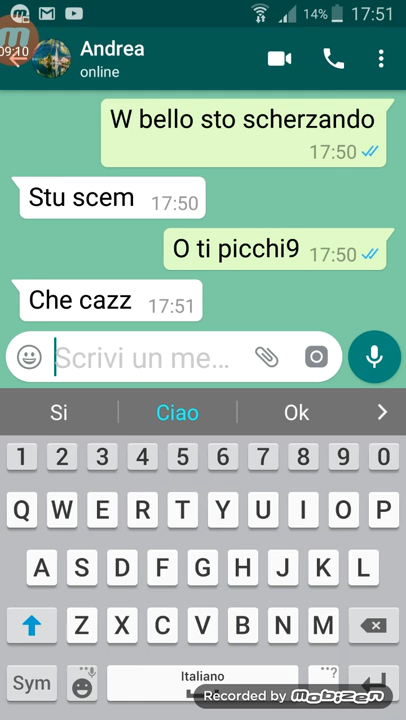 14% 17:51
09:10
Andrea
online
W bello sto scherzando
17:50
Stu scem 17:50
O ti picchi9 17:50
Che cazz 17:51
Scrivi un me...
Si Ciao Ok
1 2 3 4 5 6 7 8 9 0
Q W E R T Y U I O P
A S D F G H J K L
Z X C V B N M
Sym Italiano ...?
Recorded by mobizen